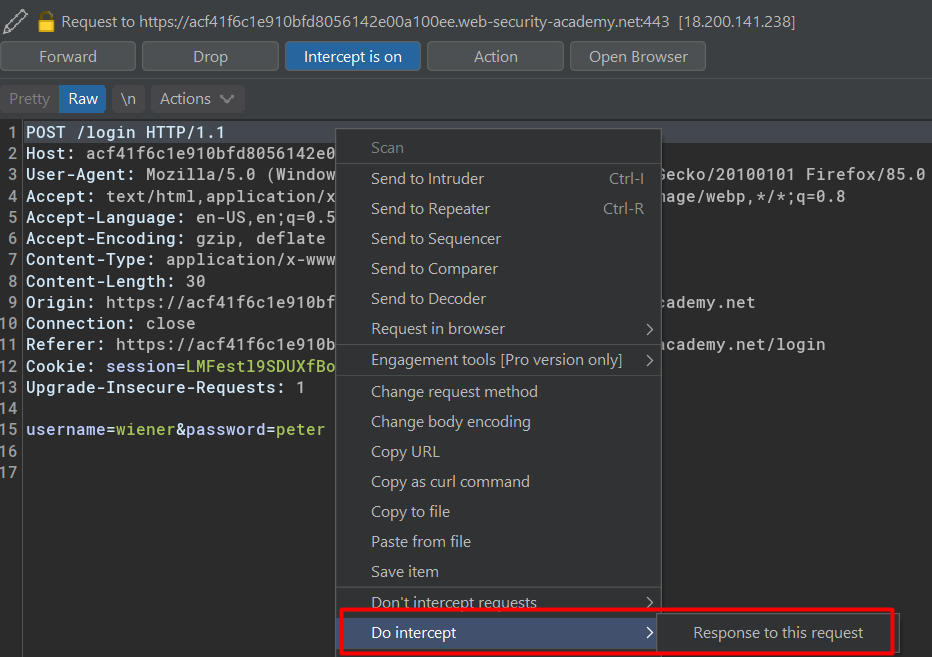 Request to https://acf41f6c1e910bfd8056142e00a100ee.web-security-academy.net:443 [18.200.141.238]
Forward Drop Intercept is on Action Open Browser
Pretty Raw \n Actions
1 POST /login HTTP/1.1
2 Host: acf41f6c1e910bfd8056142e0
3 User-Agent: Mozilla/5.0 (Window Gecko/20100101 Firefox/85.0
4 Accept: text/html,application/x mage/webp,*/*;q=0.8
5 Accept-Language: en-US,en;q=0.5
6 Accept-Encoding: gzip, deflate
7 Content-Type: application/x-www
8 Content-Length: 30
9 Origin: https://acf41f6c1e910bf cademy.net
10 Connection: close
11 Referer: https://acf41f6c1e910b academy.net/login
12 Cookie: session=LMFestl9SDUXfBo
13 Upgrade-Insecure-Requests: 1
14
15 username=wiener&password=peter
16
17
Scan
Send to Intruder Ctrl-I
Send to Repeater Ctrl-R
Send to Sequencer
Send to Comparer
Send to Decoder
Request in browser
Engagement tools [Pro version only]
Change request method
Change body encoding
Copy URL
Copy as curl command
Copy to file
Paste from file
Save item
Don't intercept requests
Do intercept Response to this request